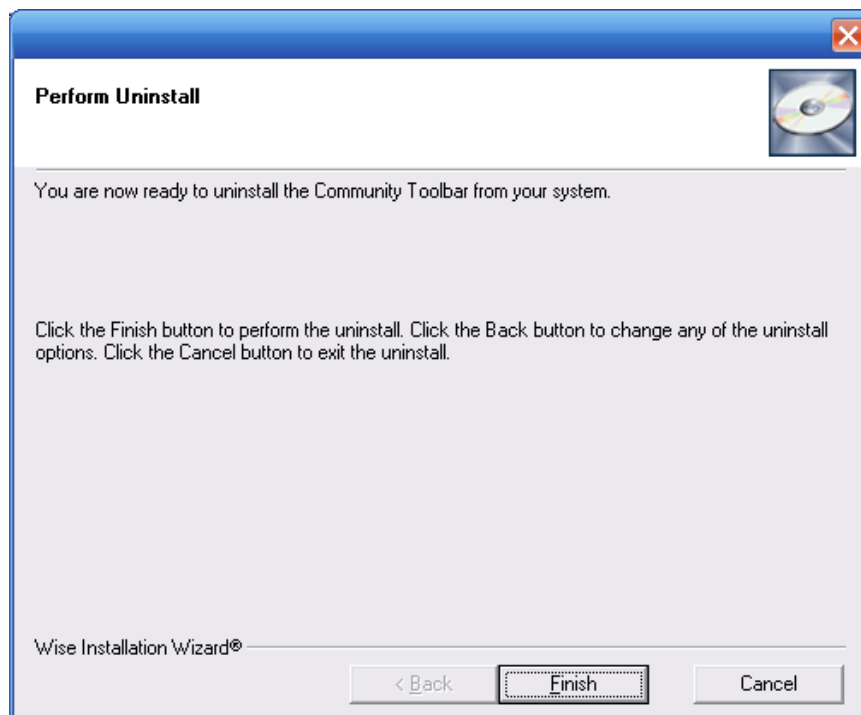 Perform Uninstall
You are now ready to uninstall the Community Toolbar from your system.
Click the Finish button to perform the uninstall. Click the Back button to change any of the uninstall
options. Click the Cancel button to exit the uninstall.
Wise Installation Wizard®
< Back
Finish
Cancel